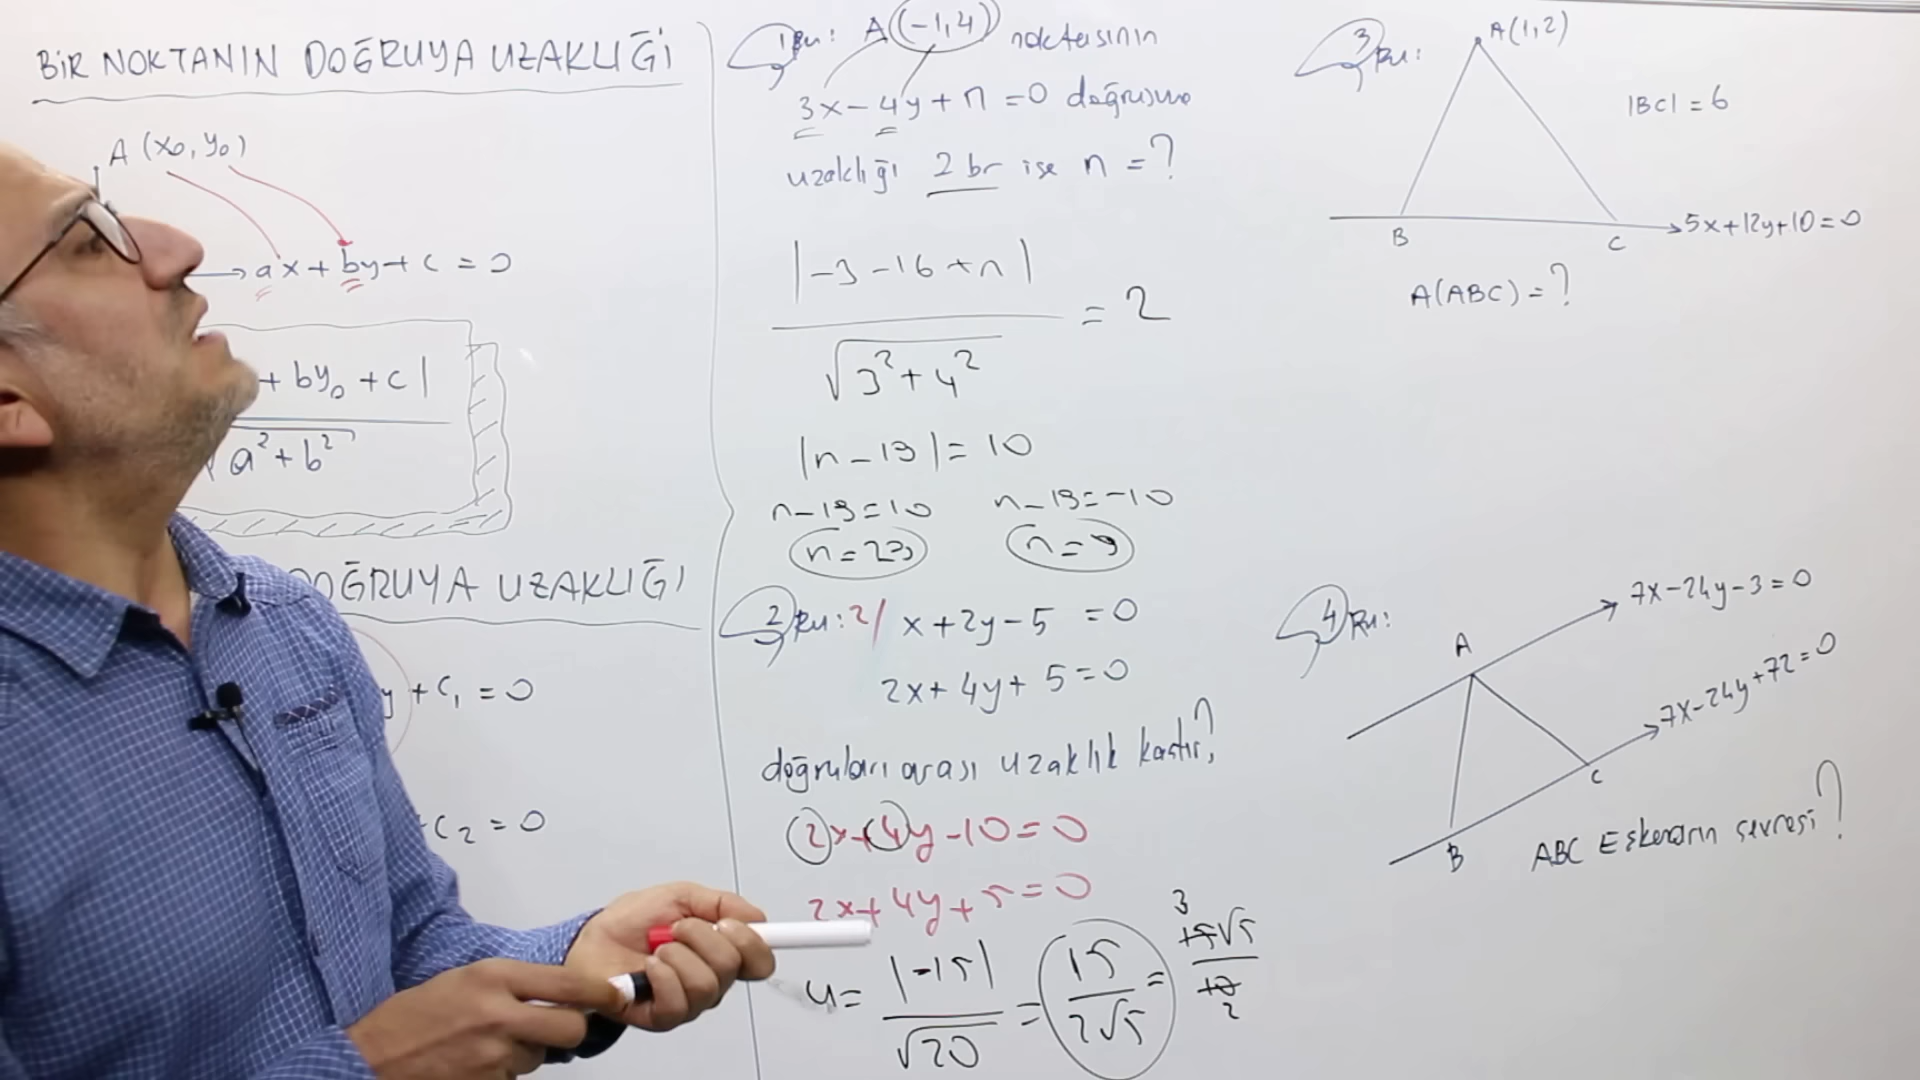 BİR NOKTANIN DOĞRUYA UZAKLIĞI
A (x₀, y₀)
ax + by + c = 0
+ by₀ + c |
a² + b²
DOĞRUYA UZAKLIĞI
y + c₁ = 0
c₂ = 0
1 A(-1,4) noktasının
3x - 4y + n = 0 doğrusuna
uzaklığı 2 br ise n = ?
|-3 - 16 + n|
= 2
√3² + 4²
|n - 19| = 10
n - 19 = 10 n - 19 = -10
n = 29 n = 9
2 2/ x + 2y - 5 = 0
2x + 4y + 5 = 0
doğruları arası uzaklık kaçtır?
2x + 4y - 10 = 0
2x + 4y + 5 = 0
u = |-15| / √20 = 15 / 2√5 = 15√5 / 10
3
2
3 A(1,2)
|BC| = 6
B C 5x + 12y + 10 = 0
A(ABC) = ?
4
7x - 24y - 3 = 0
A
7x - 24y + 72 = 0
C
B
ABC Eşkenarın çevresi?